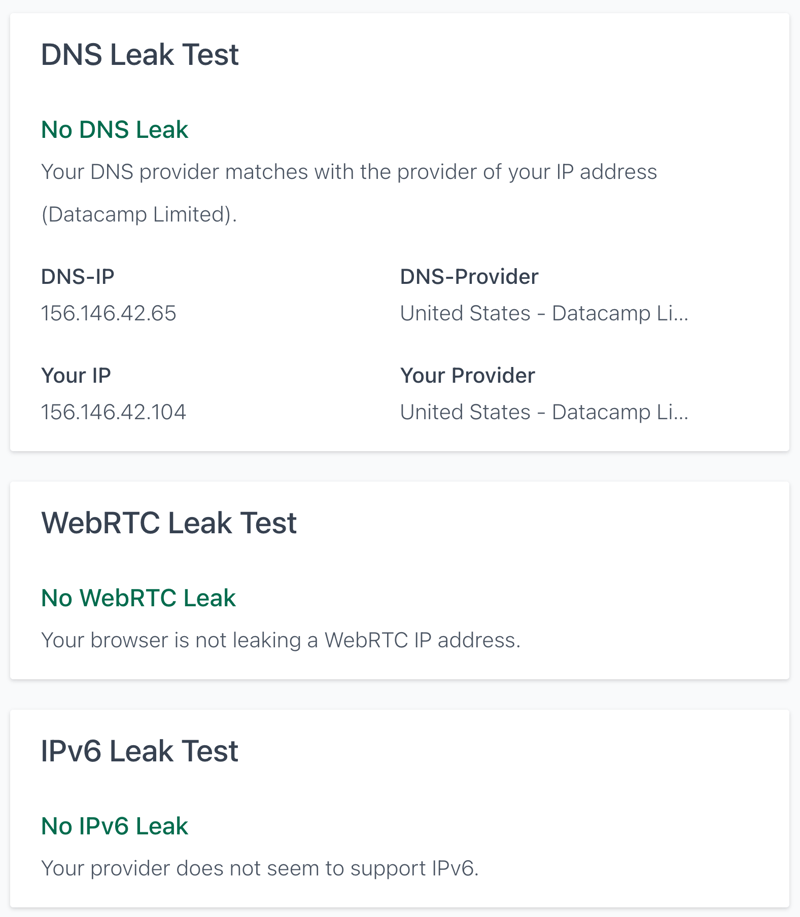 DNS Leak Test
No DNS Leak
Your DNS provider matches with the provider of your IP address
(Datacamp Limited).
DNS-IP
DNS-Provider
156.146.42.65
United States - Datacamp Li...
Your IP
Your Provider
156.146.42.104
United States - Datacamp Li...
WebRTC Leak Test
No WebRTC Leak
Your browser is not leaking a WebRTC IP address.
IPv6 Leak Test
No IPv6 Leak
Your provider does not seem to support IPv6.